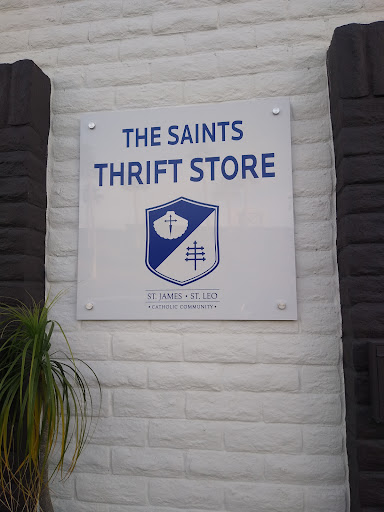 THE SAINTS
THRIFT STORE
ST. JAMES • ST. LEO
• CATHOLIC COMMUNITY •